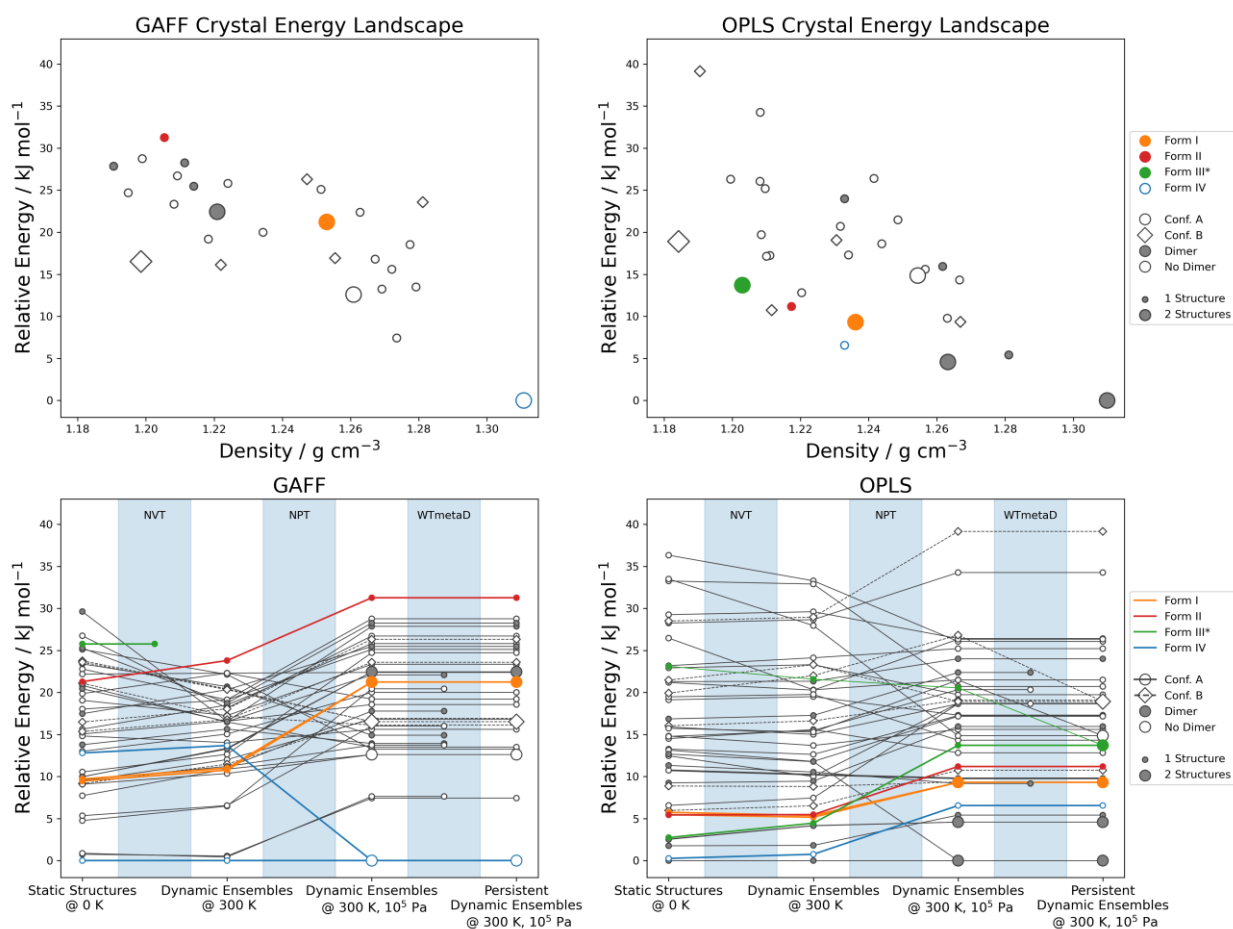 GAFF Crystal Energy Landscape
OPLS Crystal Energy Landscape
Relative Energy / kJ mol⁻¹
40
35
30
25
20
15
10
5
0
1.18
1.20
1.22
1.24
1.26
1.28
1.30
Density / g cm⁻³
Relative Energy / kJ mol⁻¹
40
35
30
25
20
15
10
5
0
1.18
1.20
1.22
1.24
1.26
1.28
1.30
Density / g cm⁻³
Form I
Form II
Form III*
Form IV
Conf. A
Conf. B
Dimer
No Dimer
1 Structure
2 Structures
GAFF
Relative Energy / kJ mol⁻¹
40
35
30
25
20
15
10
5
0
NVT
NPT
WTmetaD
Static Structures
@ 0 K
Dynamic Ensembles
@ 300 K
Dynamic Ensembles
@ 300 K, 10⁵ Pa
Persistent
Dynamic Ensembles
@ 300 K, 10⁵ Pa
OPLS
Relative Energy / kJ mol⁻¹
40
35
30
25
20
15
10
5
0
NVT
NPT
WTmetaD
Static Structures
@ 0 K
Dynamic Ensembles
@ 300 K
Dynamic Ensembles
@ 300 K, 10⁵ Pa
Persistent
Dynamic Ensembles
@ 300 K, 10⁵ Pa
Form I
Form II
Form III*
Form IV
Conf. A
Conf. B
Dimer
No Dimer
1 Structure
2 Structures